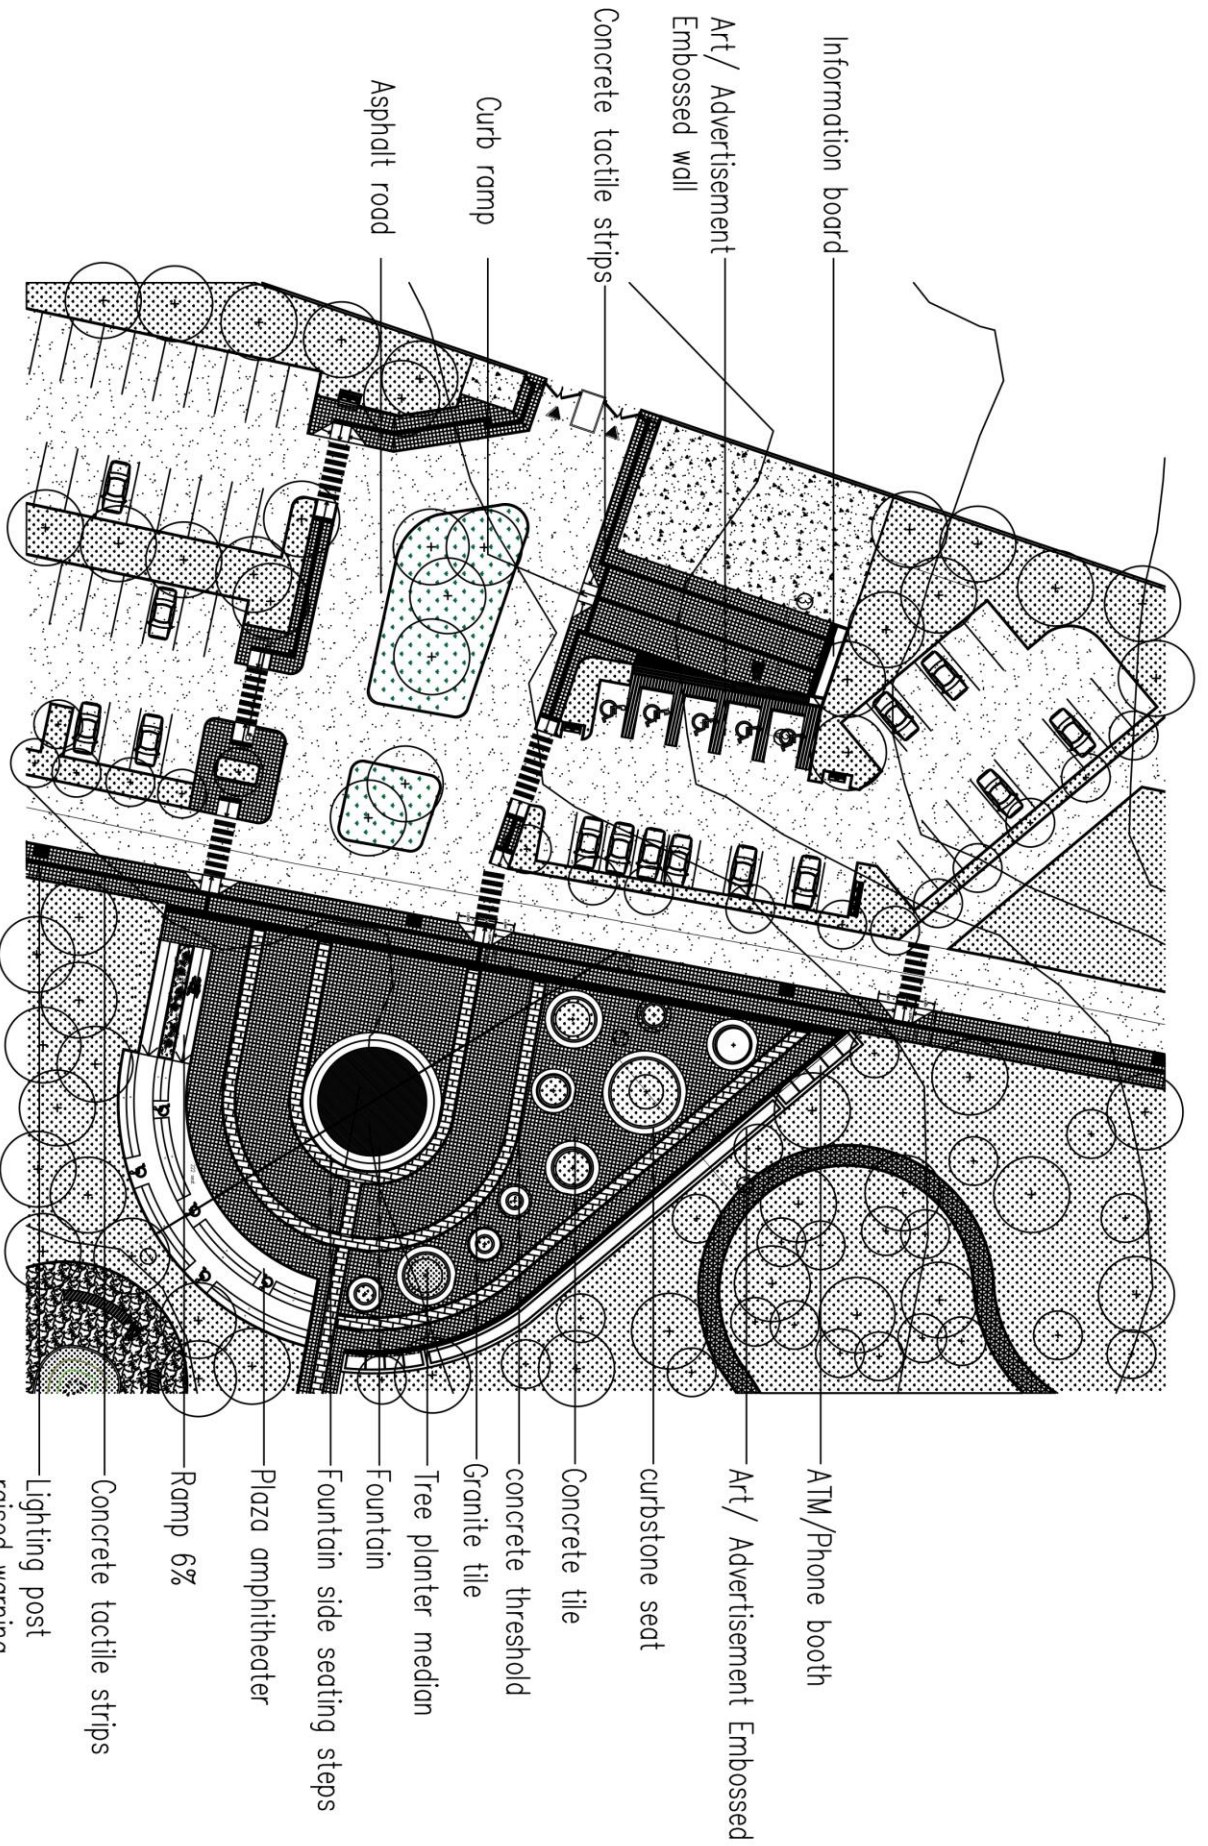 Information board
Art/ Advertisement
Embossed wall
Concrete tactile strips
Curb ramp
Asphalt road
ATM/Phone booth
Art/ Advertisement Embossed
curbstone seat
Concrete tile
concrete threshold
Granite tile
Tree planter median
Fountain
Fountain side seating steps
Plaza amphitheater
Ramp 6%
Concrete tactile strips
Lighting post
raised warning